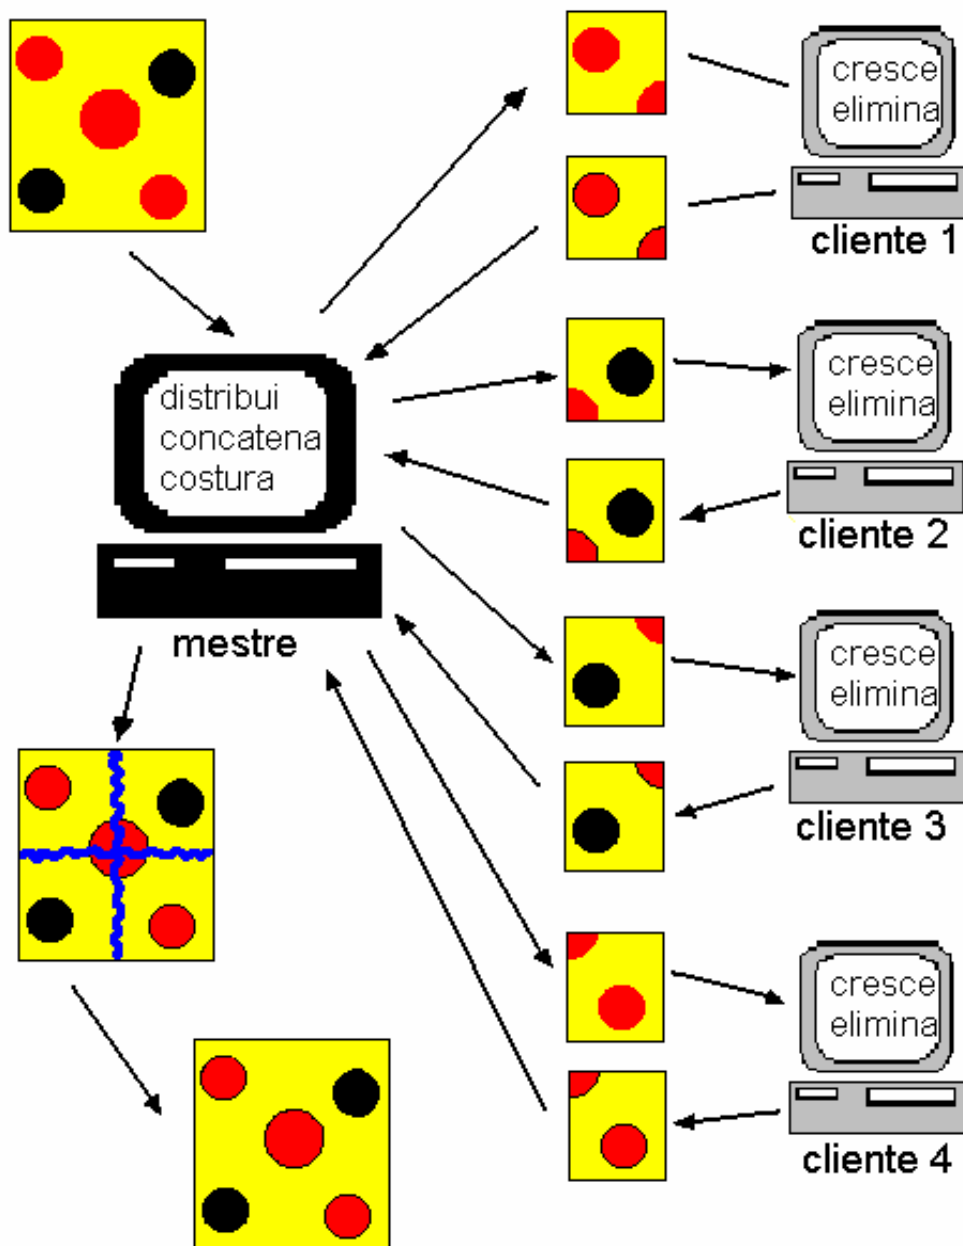 cresce
elimina
cliente 1
distribui
concatena
costura
mestre
cresce
elimina
cliente 2
cresce
elimina
cliente 3
cresce
elimina
cliente 4